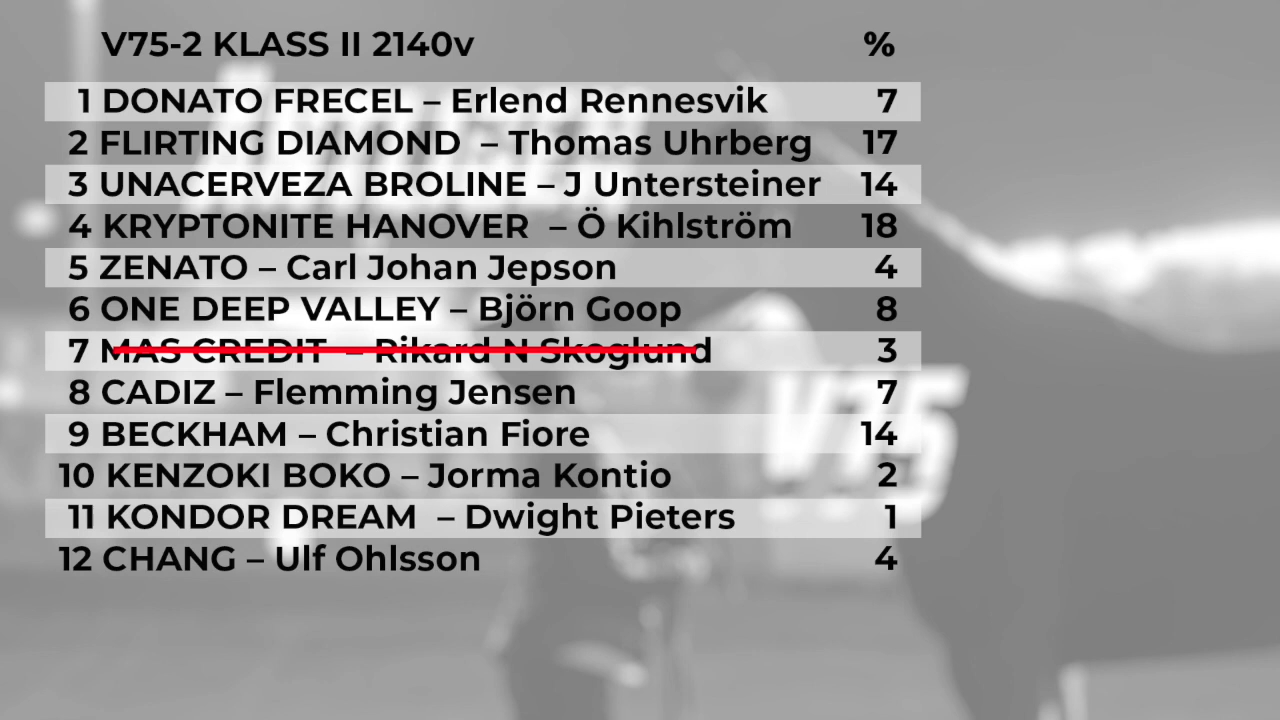 V75-2 KLASS II 2140v %
1 DONATO FRECEL – Erlend Rennesvik 7
2 FLIRTING DIAMOND – Thomas Uhrberg 17
3 UNACERVEZA BROLINE – J Untersteiner 14
4 KRYPTONITE HANOVER – Ö Kihlström 18
5 ZENATO – Carl Johan Jepson 4
6 ONE DEEP VALLEY – Björn Goop 8
7 MAS CREDIT – Rikard N Skoglund 3
8 CADIZ – Flemming Jensen 7
9 BECKHAM – Christian Fiore 14
10 KENZOKI BOKO – Jorma Kontio 2
11 KONDOR DREAM – Dwight Pieters 1
12 CHANG – Ulf Ohlsson 4
V75